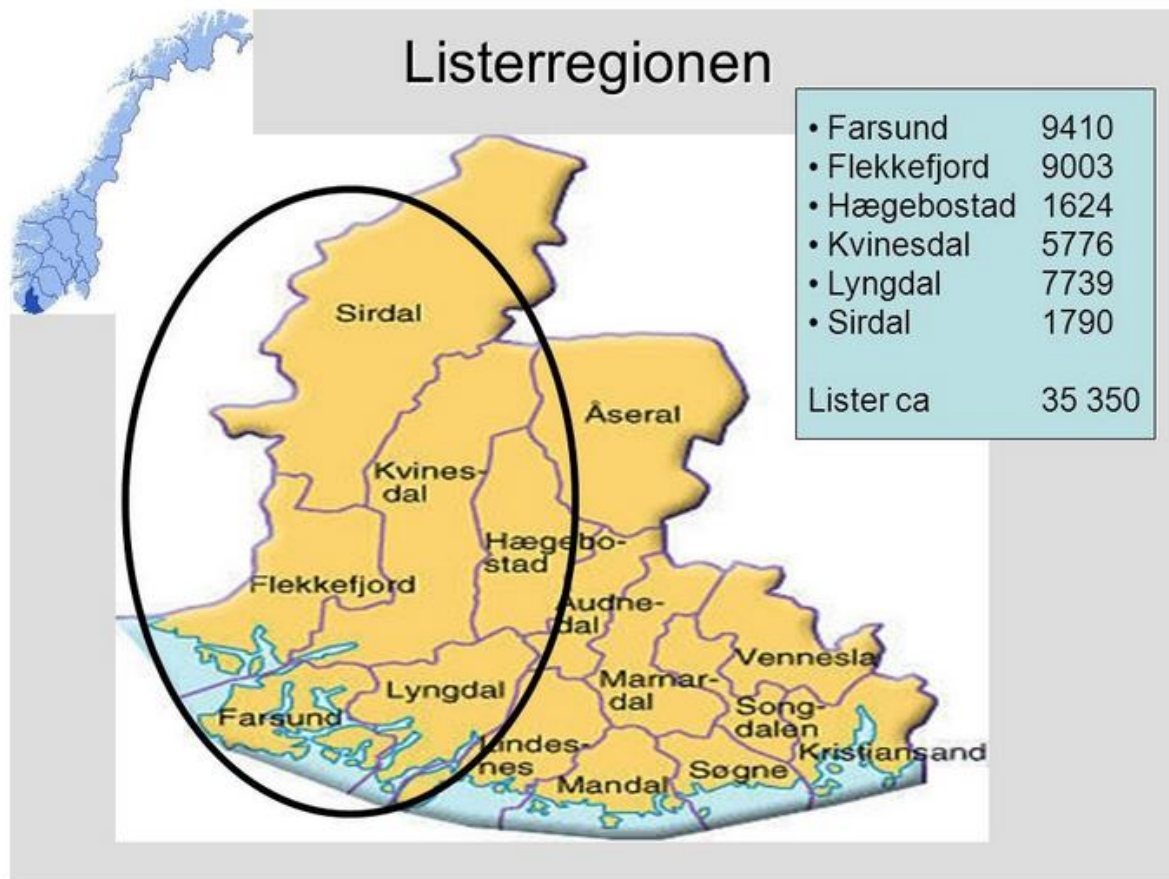 Listerregionen
• Farsund 9410
• Flekkefjord 9003
• Hægebostad 1624
• Kvinesdal 5776
• Lyngdal 7739
• Sirdal 1790
Lister ca 35 350
Sirdal
Åseral
Kvines-
dal
Hægebo-
stad
Flekkefjord
Audne-
dal
Vennesla
Lyngdal
Marnar-
dal
Farsund
Song-
dalen
Kristiansand
Lindes-
nes
Søgne
Mandal